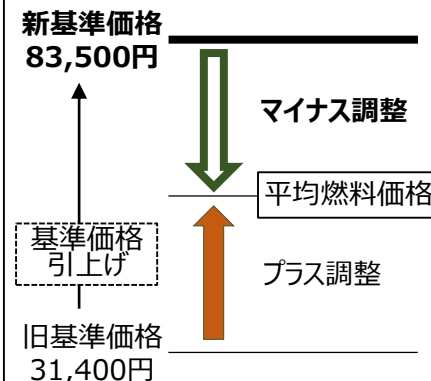 新基準価格
83,500円
マイナス調整
平均燃料価格
基準価格
引上げ
プラス調整
旧基準価格
31,400円